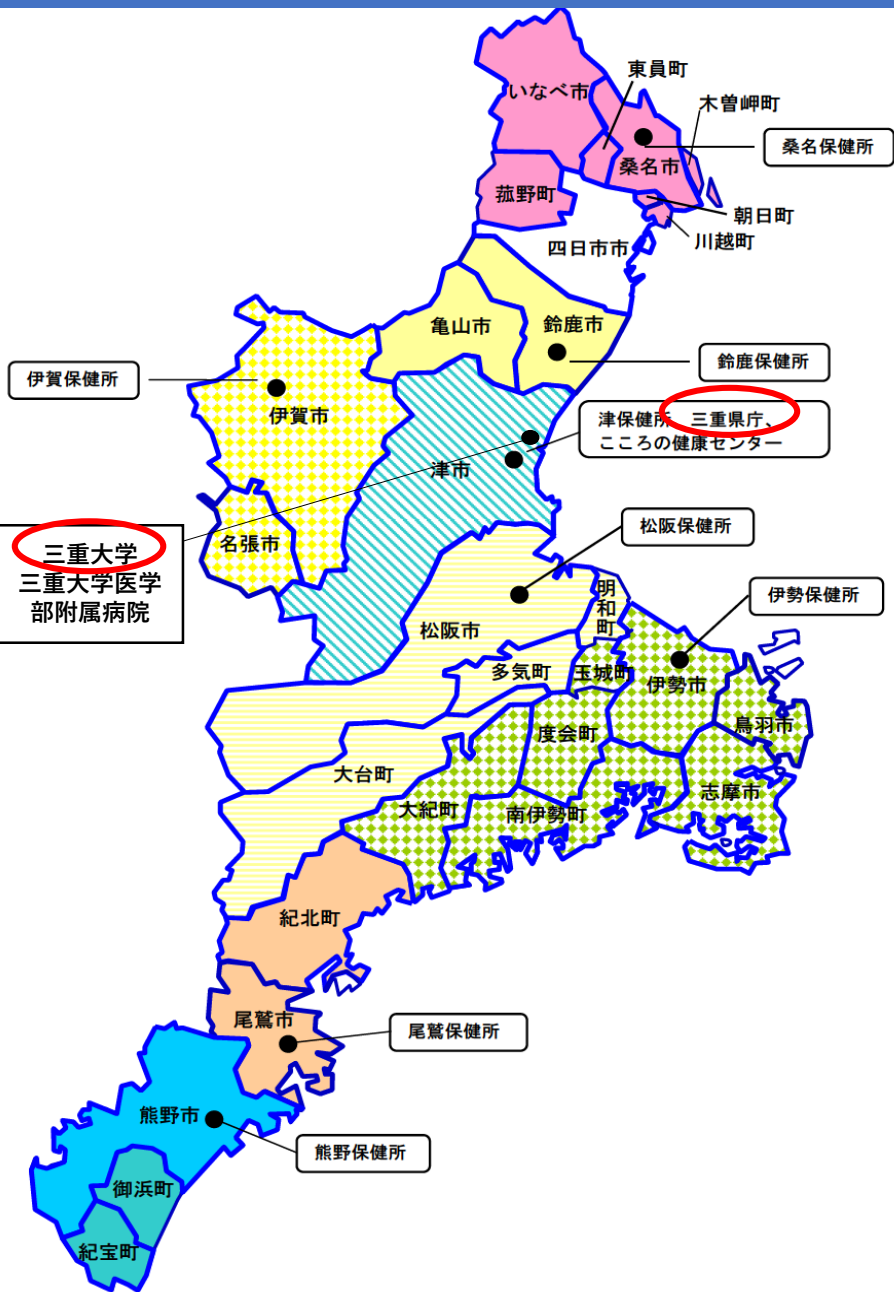 いなべ市
東員町
木曽岬町
桑名保健所
桑名市
菰野町
朝日町
川越町
四日市市
亀山市
鈴鹿市
鈴鹿保健所
伊賀保健所
伊賀市
津保健所、三重県庁、
こころの健康センター
津市
名張市
三重大学
三重大学医学
部附属病院
松阪保健所
明和町
伊勢保健所
松阪市
多気町
玉城町
伊勢市
鳥羽市
度会町
大台町
志摩市
大紀町
南伊勢町
紀北町
尾鷲市
尾鷲保健所
熊野市
熊野保健所
御浜町
紀宝町